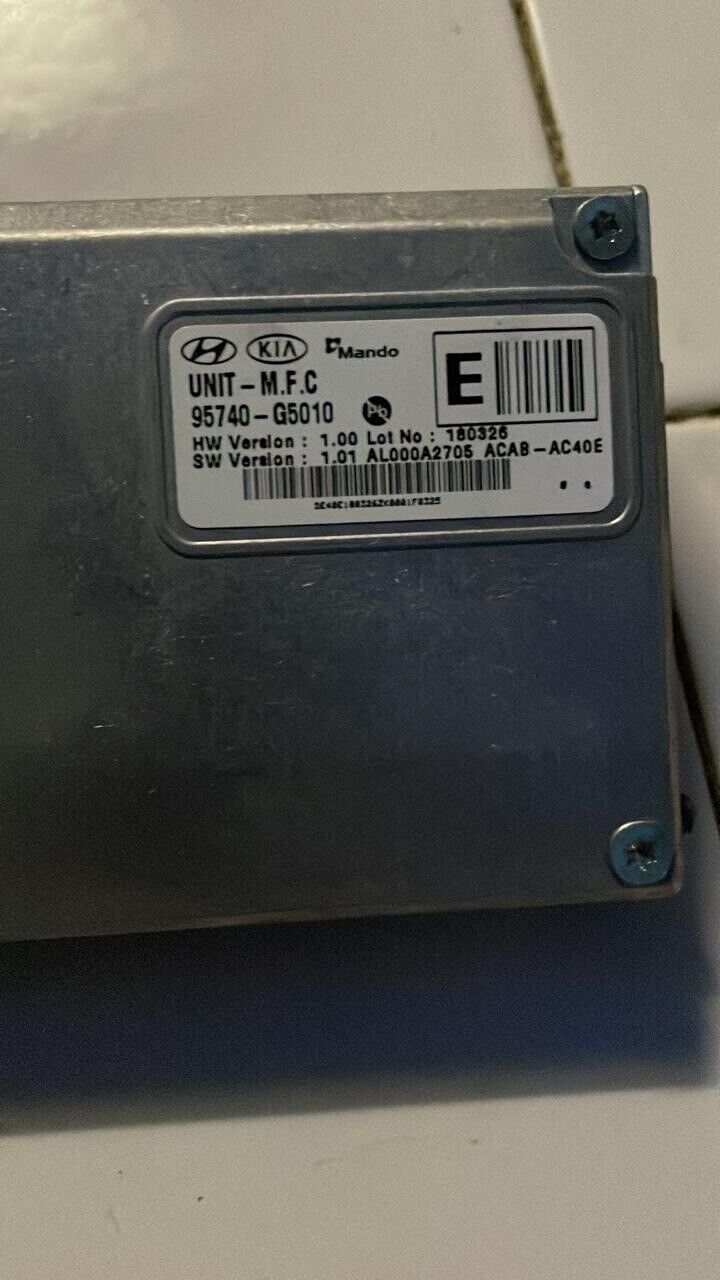 KIA Mando
E
UNIT-M.F.C
95740-G5010 Pb
HW Version : 1.00 Lot No : 180326
SW Version : 1.01 AL000A2705 ACAB-AC40E